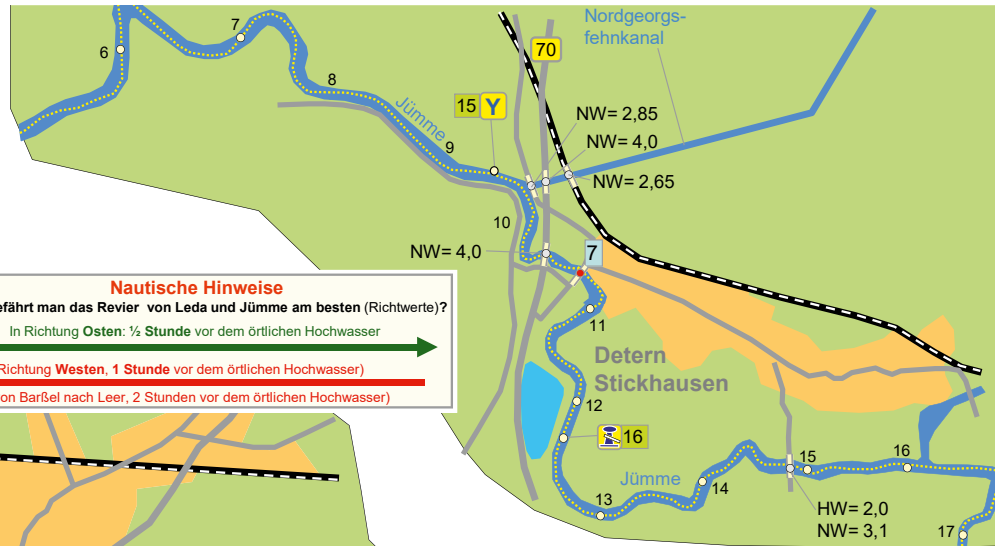 Nordgeorgs-
fehnkanal
7
6
70
8
15 Y
Jümme
NW= 2,85
NW= 4,0
9
NW= 2,65
10
NW= 4,0
7
Nautische Hinweise
efährt man das Revier von Leda und Jümme am besten (Richtwerte)?
In Richtung Osten: ½ Stunde vor dem örtlichen Hochwasser
Richtung Westen, 1 Stunde vor dem örtlichen Hochwasser)
on Barßel nach Leer, 2 Stunden vor dem örtlichen Hochwasser)
11
Detern
Stickhausen
12
16
Jümme
13
14
15
16
HW= 2,0
NW= 3,1
17